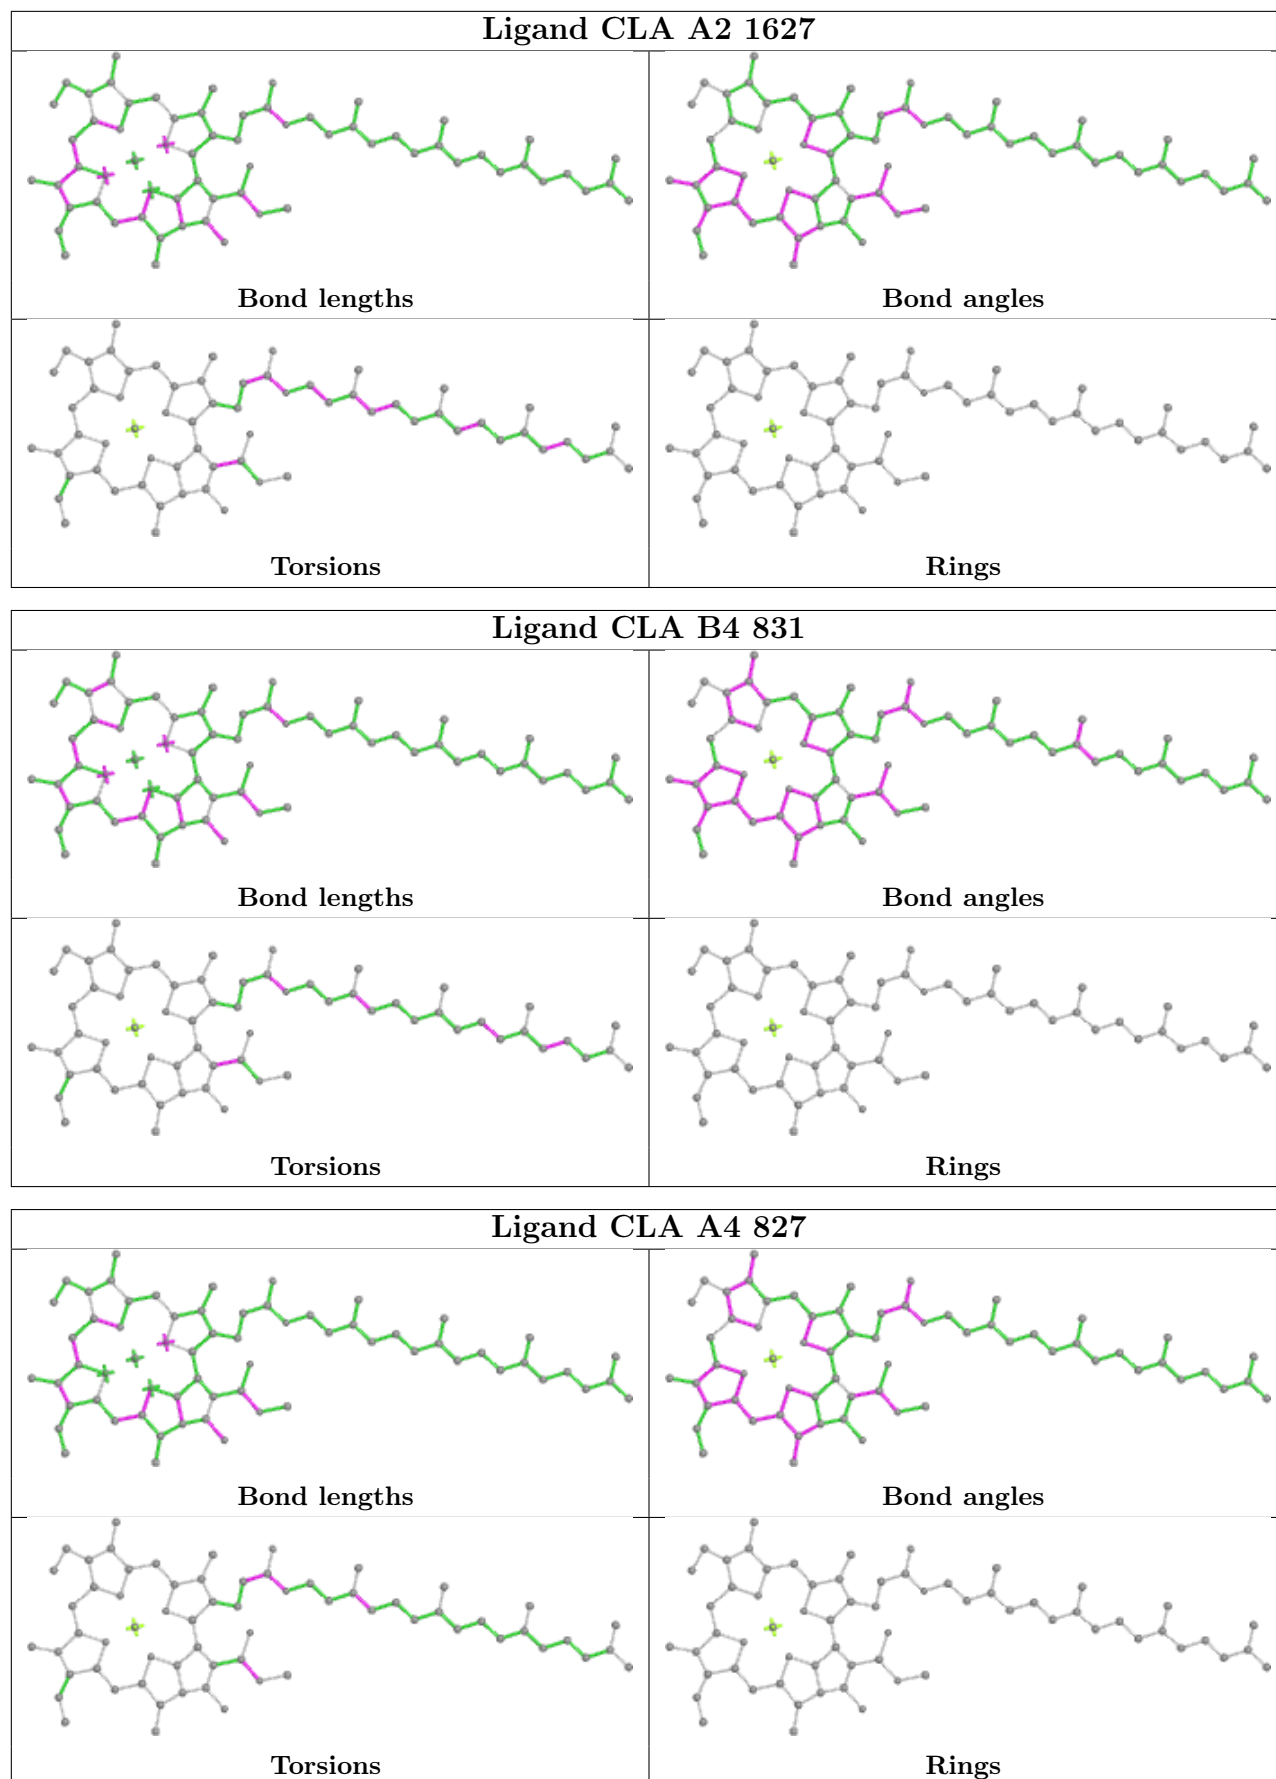 Ligand CLA A2 1627
Bond lengths
Bond angles
Torsions
Rings
Ligand CLA B4 831
Bond lengths
Bond angles
Torsions
Rings
Ligand CLA A4 827
Bond lengths
Bond angles
Torsions
Rings